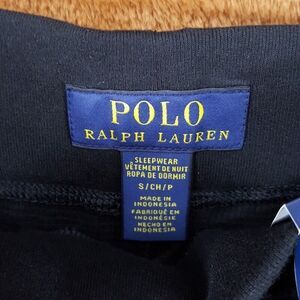 POLO
RALPH LAUREN
SLEEPWEAR
VÊTEMENT DE NUIT
ROPA DE DORMIR
S/CH/P
MADE IN
INDONESIA
FABRIQUÉ EN
INDONÉSIE
HECHO EN
INDONESIA